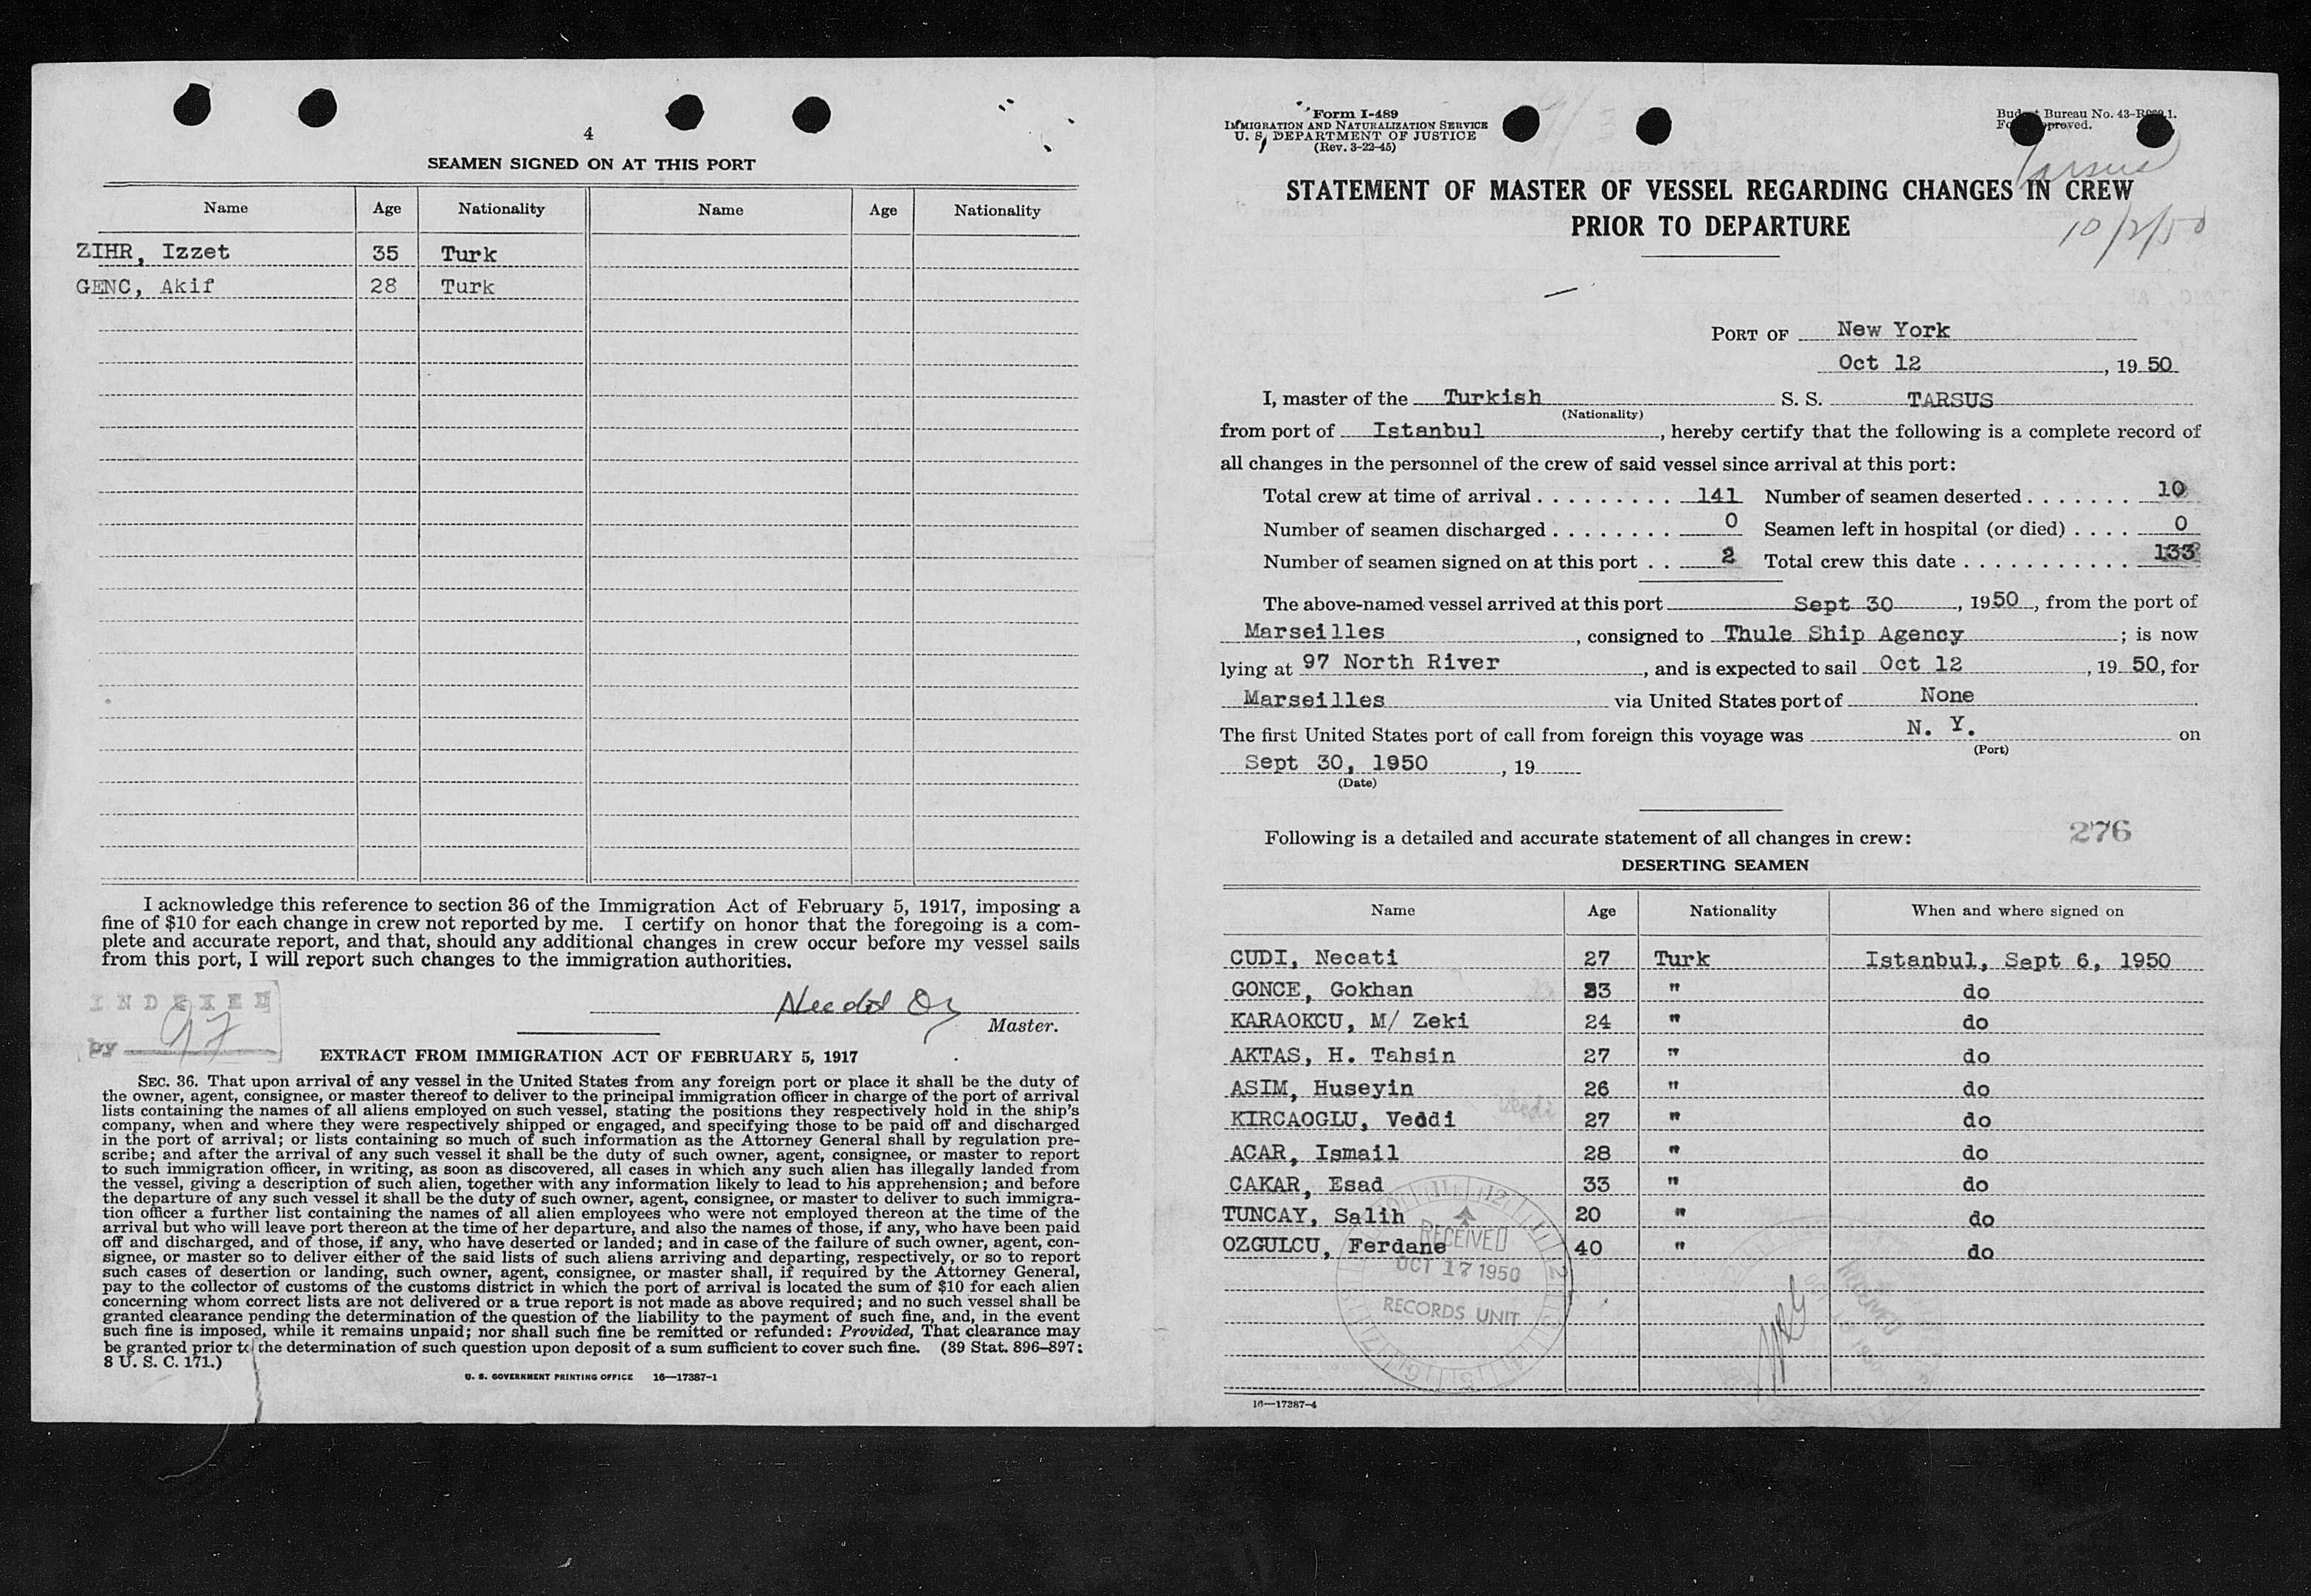 4
SEAMEN SIGNED ON AT THIS PORT
Name Age Nationality Name Age Nationality
ZIHR, Izzet 35 Turk
GENC, Akif 28 Turk
I acknowledge this reference to section 36 of the Immigration Act of February 5, 1917, imposing a
fine of $10 for each change in crew not reported by me. I certify on honor that the foregoing is a com-
plete and accurate report, and that, should any additional changes in crew occur before my vessel sails
from this port, I will report such changes to the immigration authorities.
INDEXED
by 97
Master.
EXTRACT FROM IMMIGRATION ACT OF FEBRUARY 5, 1917
SEC. 36. That upon arrival of any vessel in the United States from any foreign port or place it shall be the duty of
the owner, agent, consignee, or master thereof to deliver to the principal immigration officer in charge of the port of arrival
lists containing the names of all aliens employed on such vessel, stating the positions they respectively hold in the ship's
company, when and where they were respectively shipped or engaged, and specifying those to be paid off and discharged
in the port of arrival; or lists containing so much of such information as the Attorney General shall by regulation pre-
scribe; and after the arrival of any such vessel it shall be the duty of such owner, agent, consignee, or master to report
to such immigration officer, in writing, as soon as discovered, all cases in which any such alien has illegally landed from
the vessel, giving a description of such alien, together with any information likely to lead to his apprehension; and before
the departure of any such vessel it shall be the duty of such owner, agent, consignee, or master to deliver to such immigra-
tion officer a further list containing the names of all alien employees who were not employed thereon at the time of the
arrival but who will leave port thereon at the time of her departure, and also the names of those, if any, who have been paid
off and discharged, and of those, if any, who have deserted or landed; and in case of the failure of such owner, agent, con-
signee, or master so to deliver either of the said lists of such aliens arriving and departing, respectively, or so to report
such cases of desertion or landing, such owner, agent, consignee, or master shall, if required by the Attorney General,
pay to the collector of customs of the customs district in which the port of arrival is located the sum of $10 for each alien
concerning whom correct lists are not delivered or a true report is not made as above required; and no such vessel shall be
granted clearance pending the determination of the question of the liability to the payment of such fine, and, in the event
such fine is imposed, while it remains unpaid; nor shall such fine be remitted or refunded: Provided, That clearance may
be granted prior to the determination of such question upon deposit of a sum sufficient to cover such fine. (39 Stat. 896–897;
8 U. S. C. 171.)
U. S. GOVERNMENT PRINTING OFFICE 16—17387-1
Form I-489
IMMIGRATION AND NATURALIZATION SERVICE
U. S. DEPARTMENT OF JUSTICE
(Rev. 3-22-45)
Bureau No. 43-
Tarsus
STATEMENT OF MASTER OF VESSEL REGARDING CHANGES IN CREW
PRIOR TO DEPARTURE
10/12/50
PORT OF New York
Oct 12, 19 50
I, master of the Turkish S. S. TARSUS
(Nationality)
from port of Istanbul, hereby certify that the following is a complete record of
all changes in the personnel of the crew of said vessel since arrival at this port:
Total crew at time of arrival 141 Number of seamen deserted 10
Number of seamen discharged 0 Seamen left in hospital (or died) 0
Number of seamen signed on at this port 2 Total crew this date 133
The above-named vessel arrived at this port Sept 30, 1950, from the port of
Marseilles, consigned to Thule Ship Agency; is now
lying at 97 North River, and is expected to sail Oct 12, 19 50, for
Marseilles via United States port of None
The first United States port of call from foreign this voyage was N. Y. on
(Port)
Sept 30, 1950, 19
(Date)
276
Following is a detailed and accurate statement of all changes in crew:
DESERTING SEAMEN
Name Age Nationality When and where signed on
CUDI, Necati 27 Turk Istanbul, Sept 6, 1950
GONCE, Gokhan 23 " do
KARAOKCU, M/ Zeki 24 " do
AKTAS, H. Tahsin 27 " do
ASIM, Huseyin 26 " do
KIRCAOGLU, Veddi 27 " do
ACAR, Ismail 28 " do
CAKAR, Esad 33 " do
TUNCAY, Salih 20 " do
OZGULCU, Ferdane 40 " do
RECEIVED
OCT 17 1950
RECORDS UNIT
16—17387-4